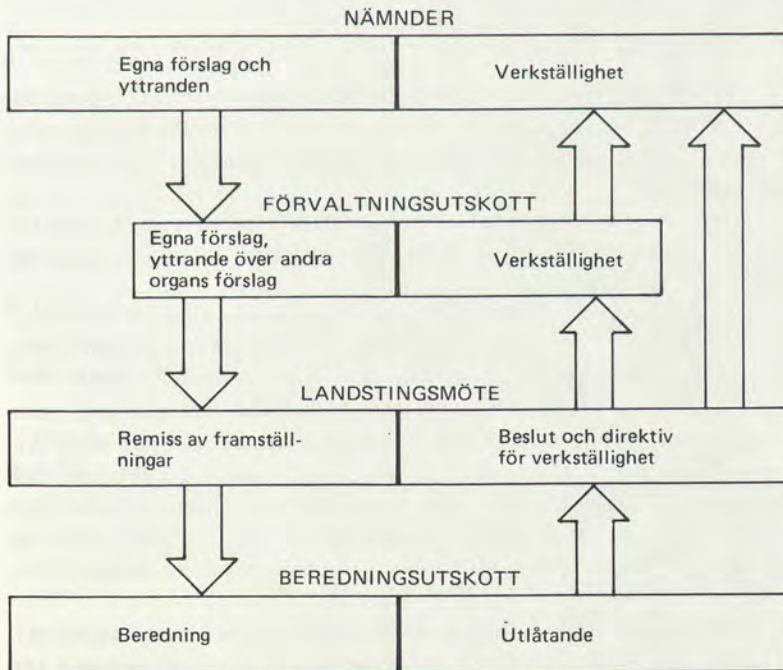 NÄMNDER
Egna förslag och
yttranden
Verkställighet
FÖRVALTNINGSUTSKOTT
Egna förslag,
yttrande över andra
organs förslag
Verkställighet
LANDSTINGSMÖTE
Remiss av framställ-
ningar
Beslut och direktiv
för verkställighet
BEREDNINGSUTSKOTT
Beredning
Utlåtande